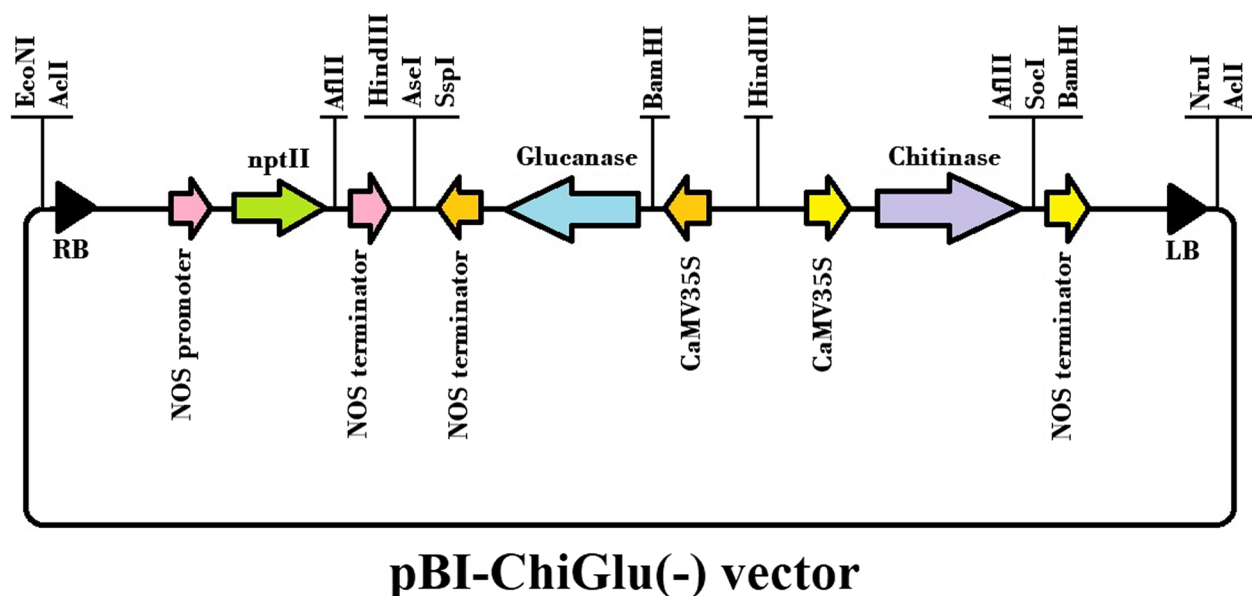 EcoNI
AclI
AflII
HindIII
AseI
SspI
BamHI
HindIII
AflII
SocI
BamHI
NruI
AclI
nptII
Glucanase
Chitinase
RB
LB
NOS promoter
NOS terminator
NOS terminator
CaMV35S
CaMV35S
NOS terminator
pBI-ChiGlu(-) vector